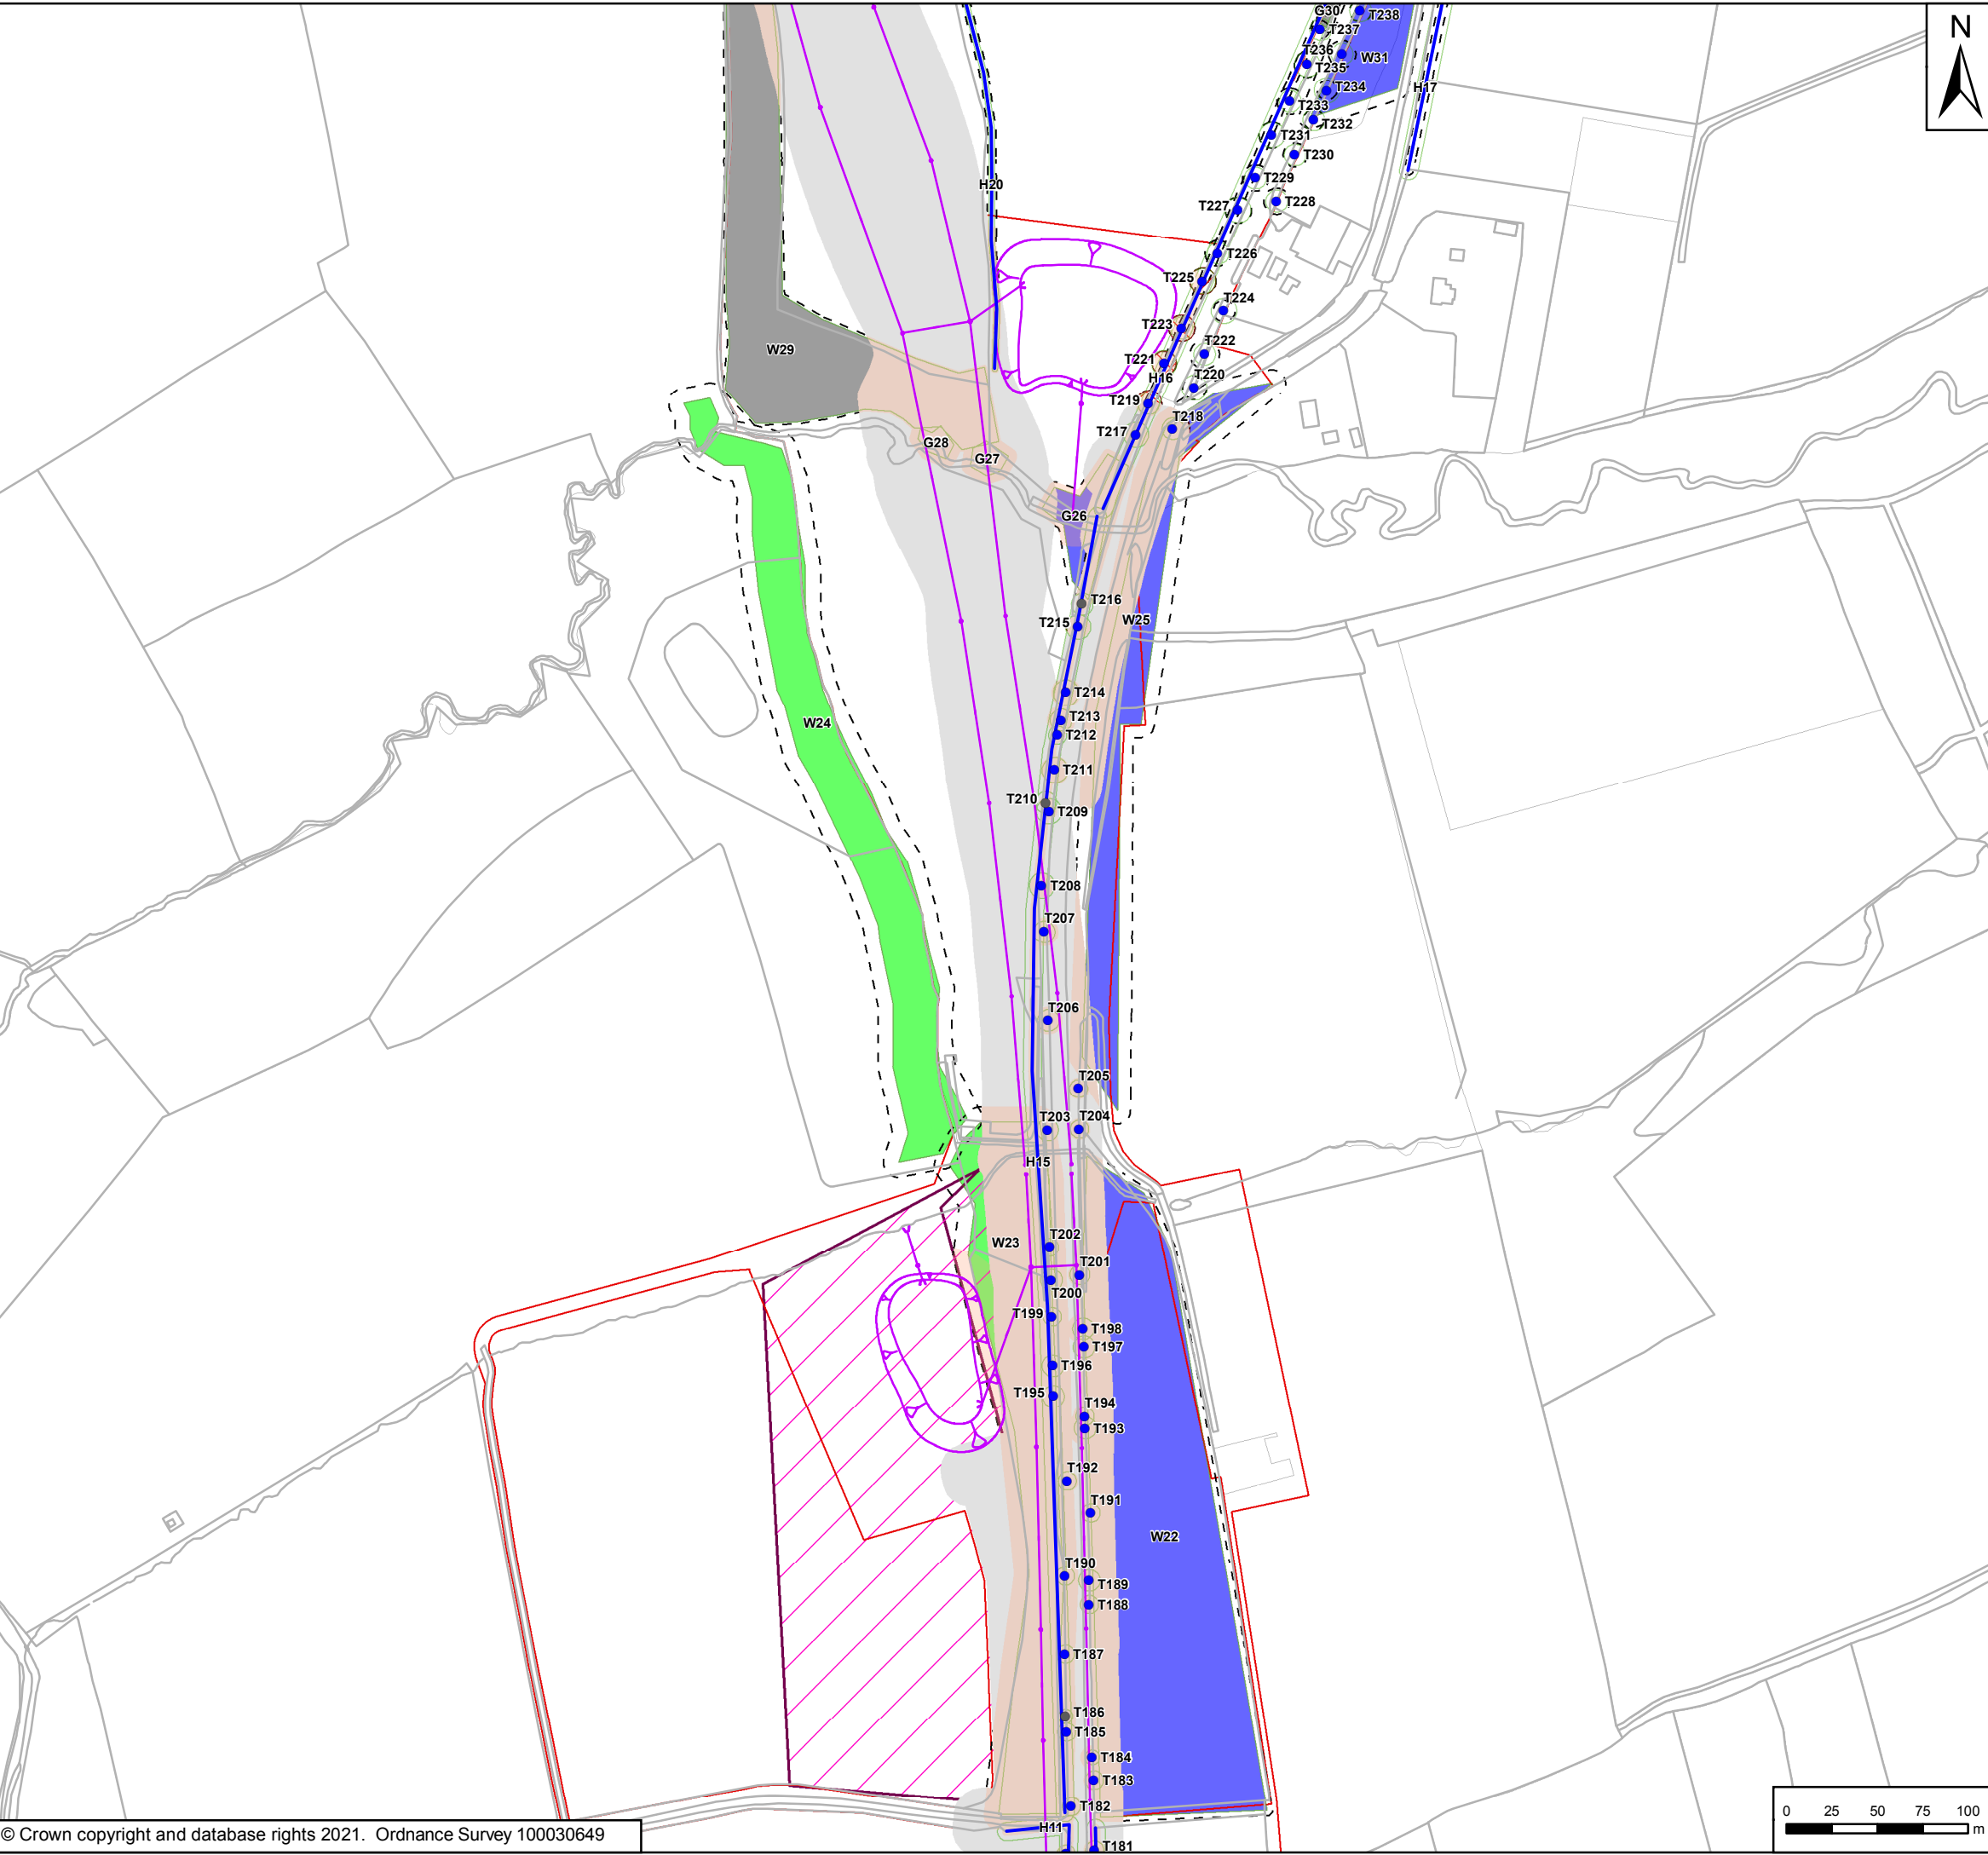 N
G30
T238
T237
T236
W31
T235
T234
H17
T233
T232
T231
T230
T229
H20
T228
T227
T226
T225
T224
T223
W29
T222
T221
H16
T220
T219
T218
T217
G28
G27
G26
T216
W25
T215
T214
T213
W24
T212
T211
T210
T209
T208
T207
T206
T205
T203
T204
H15
W23
T202
T201
T200
T199
T198
T197
T196
T195
T194
T193
T192
T191
W22
T190
T189
T188
T187
T186
T185
T184
T183
T182
H11
T181
0 25 50 75 100
m
© Crown copyright and database rights 2021. Ordnance Survey 100030649